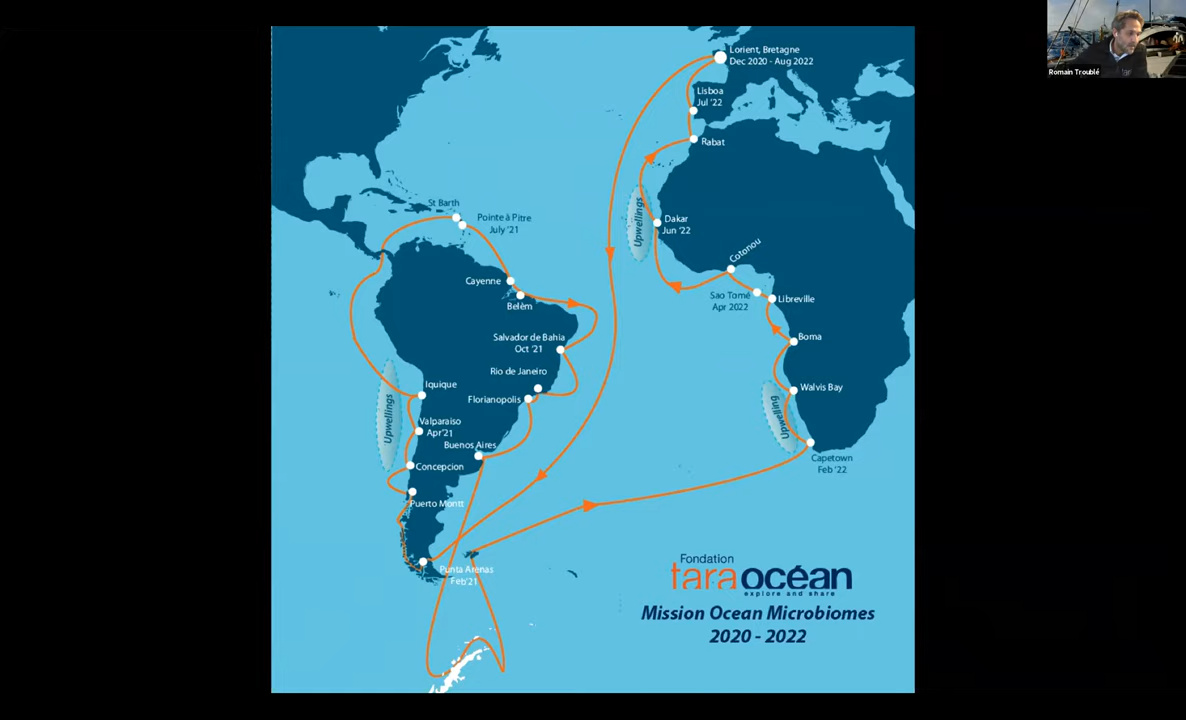 Romain Troublé
Lorient, Bretagne
Dec 2020 - Aug 2022
Lisboa
Jul '22
Rabat
Upwellings
Dakar
Jun '22
Cotonou
Sao Tomé
Apr 2022
Libreville
Boma
Walvis Bay
Upwelling
Capetown
Feb '22
St Barth
Pointe à Pitre
July '21
Cayenne
Belèm
Salvador de Bahia
Oct '21
Rio de Janeiro
Florianopolis
Buenos Aires
Iquique
Upwellings
Valparaiso
Apr'21
Concepcion
Puerto Montt
Punta Arenas
Feb'21
Fondation
tara océan
explore and share
Mission Ocean Microbiomes
2020 - 2022